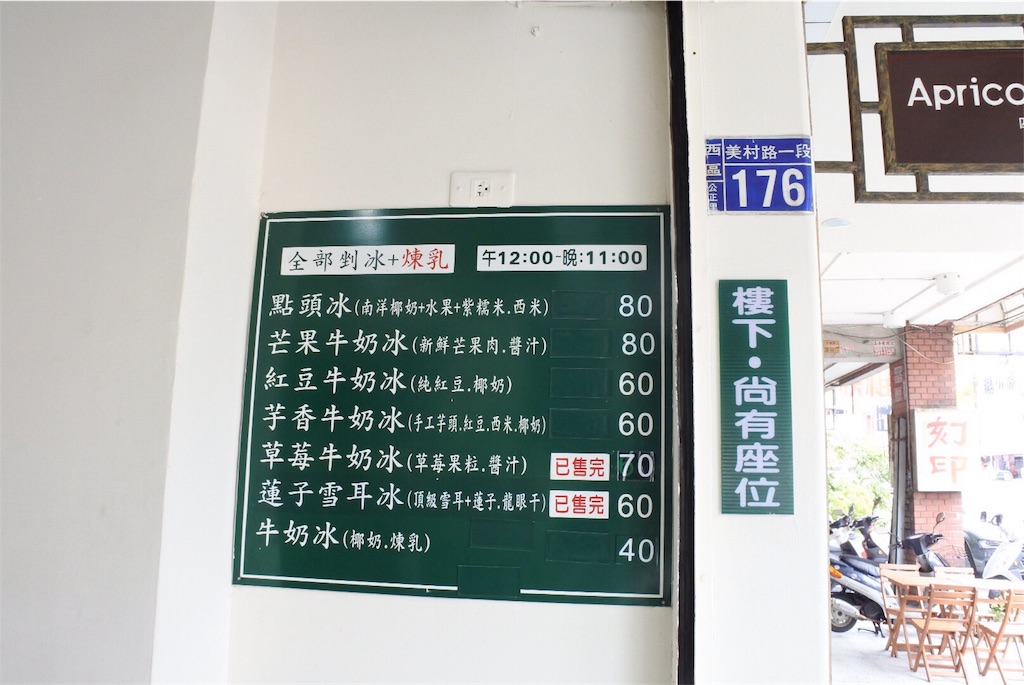 全部剉冰+煉乳
午12:00~晚:11:00
點頭冰(南洋椰奶+水果+紫糯米.西米) 80
芒果牛奶冰(新鮮芒果肉.醬汁) 80
紅豆牛奶冰(純紅豆.椰奶) 60
芋香牛奶冰(手工芋頭.紅豆.西米.椰奶) 60
草莓牛奶冰(草莓果粒.醬汁) 已售完 70
蓮子雪耳冰(頂級雪耳+蓮子.龍眼干) 已售完 60
牛奶冰(椰奶.煉乳) 40
西區
公正里
美村路一段
176
樓下•尚有座位
Aprico
刻印